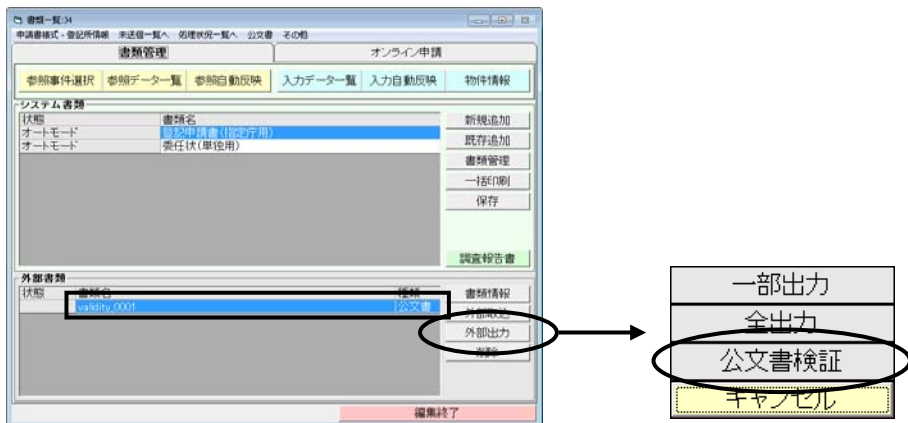 書類一覧:34
申請書様式・登記所情報 未送信一覧へ 処理状況一覧へ 公文書 その他
書類管理 オンライン申請
参照事件選択 参照データ一覧 参照自動反映 入力データ一覧 入力自動反映 物件情報
システム書類
状態 書類名
オートモード 登記申請書(指定庁用)
オートモード 委任状(単独用)
新規追加
既存追加
書類管理
一括印刷
保存
調査報告書
外部書類
状態 書類名 種類
validity_0001 公文書
書類情報
外部取込
外部出力
削除
編集終了
一部出力
全出力
公文書検証
キャンセル